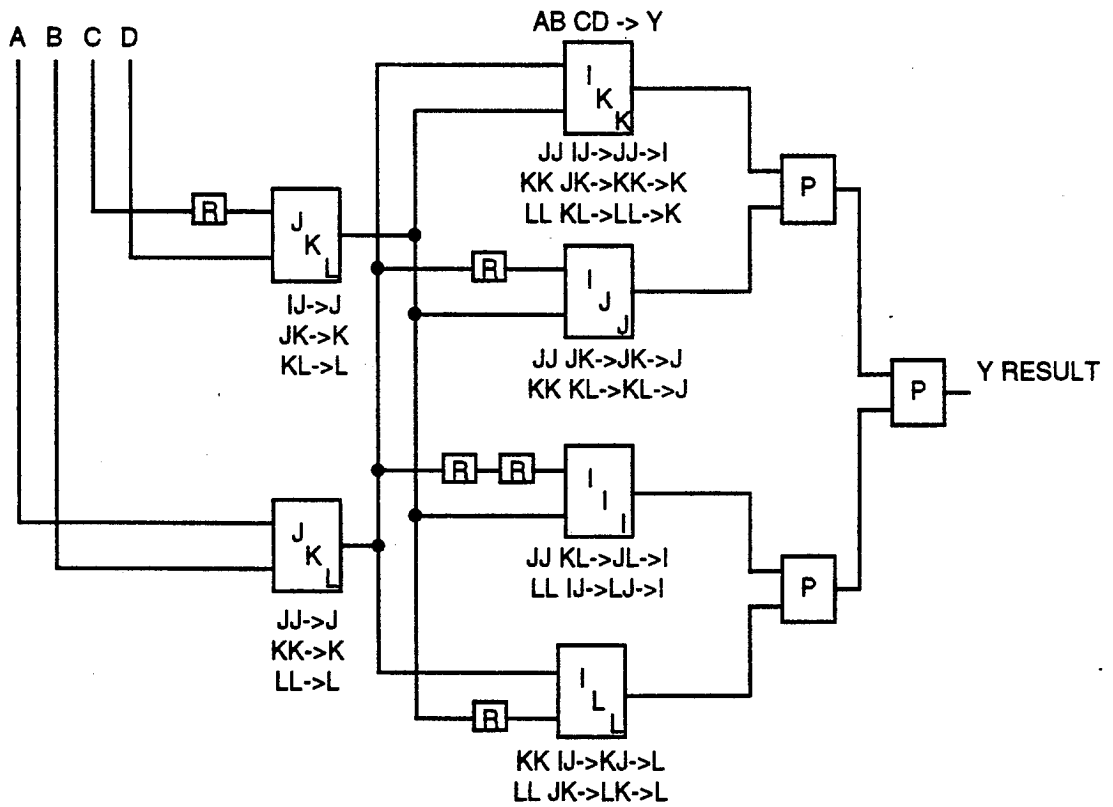 AB CD -> Y
A B C D
I
K
K
JJ IJ->JJ->I
KK JK->KK->K
LL KL->LL->K
P
R
J
K
L
IJ->J
JK->K
KL->L
R
I
J
J
JJ JK->JK->J
KK KL->KL->J
P
Y RESULT
R
R
I
I
I
JJ KL->JL->I
LL IJ->LJ->I
J
K
L
JJ->J
KK->K
LL->L
P
I
L
L
R
KK IJ->KJ->L
LL JK->LK->L